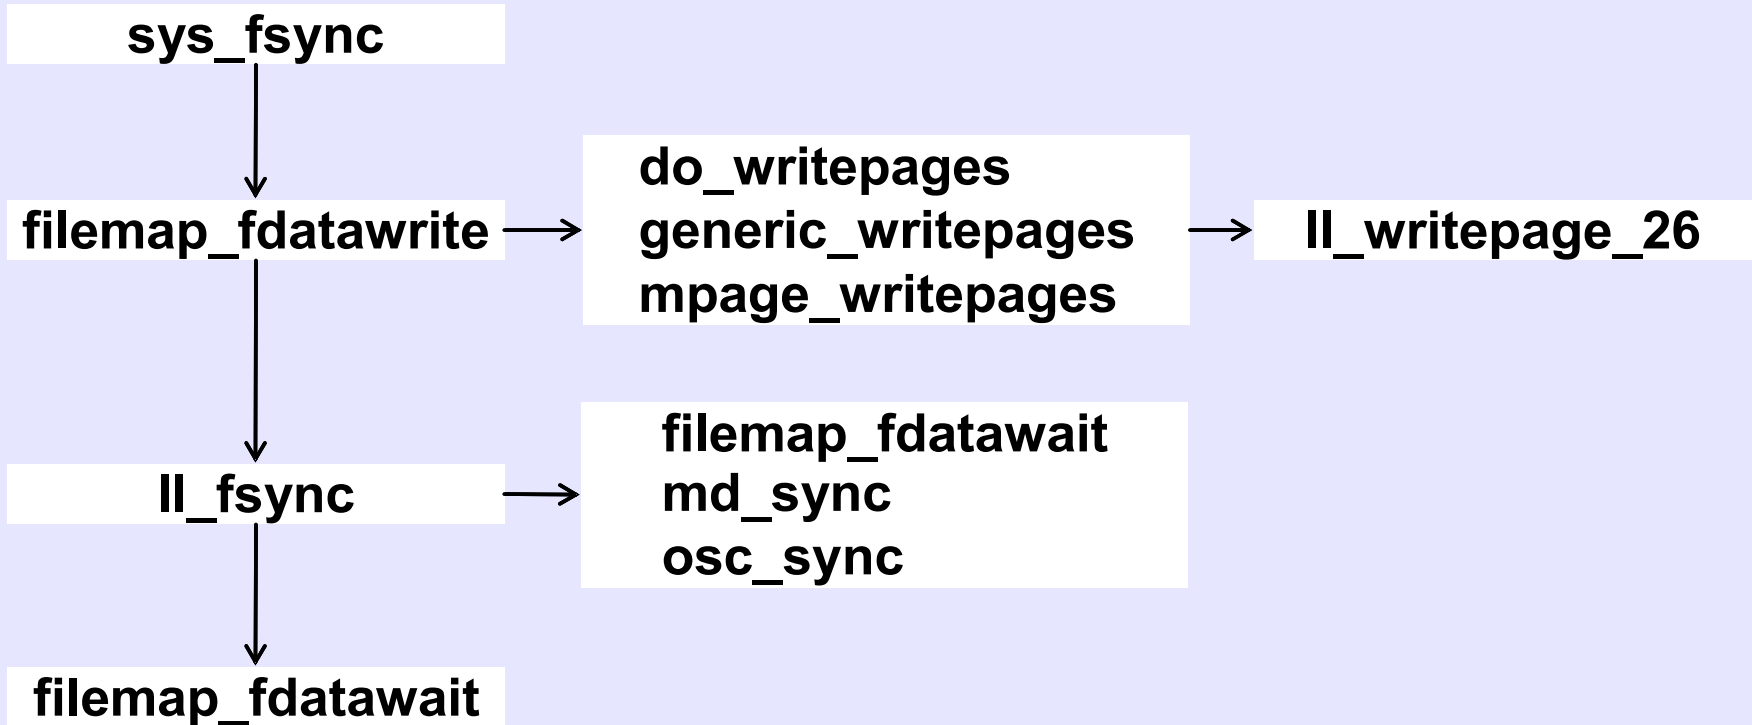 sys_fsync
filemap_fdatawrite
do_writepages
generic_writepages
mpage_writepages
ll_writepage_26
ll_fsync
filemap_fdatawait
md_sync
osc_sync
filemap_fdatawait